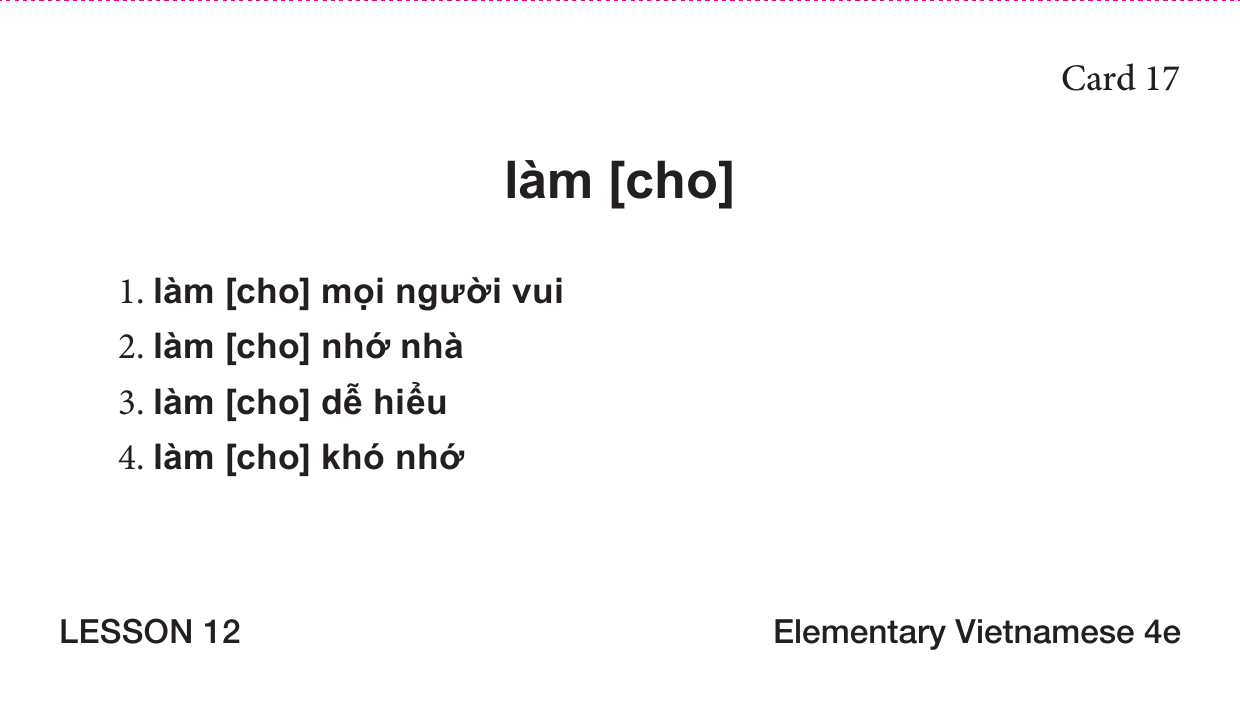 Card 17
làm [cho]
1. làm [cho] mọi người vui
2. làm [cho] nhớ nhà
3. làm [cho] dễ hiểu
4. làm [cho] khó nhớ
LESSON 12
Elementary Vietnamese 4e